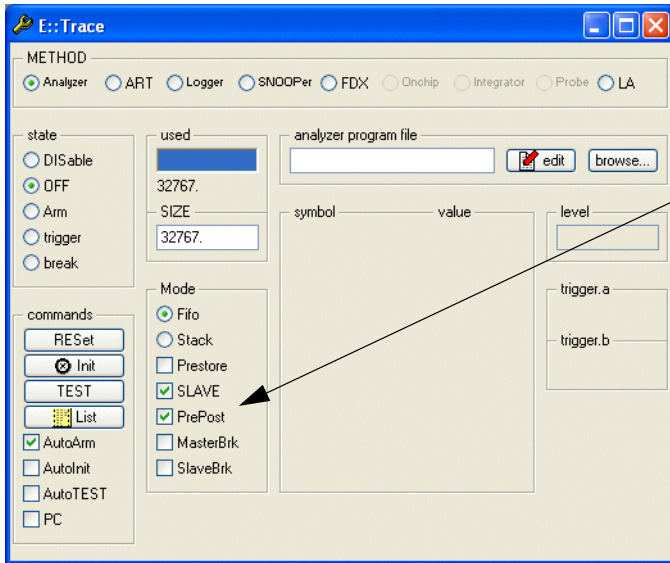 E::Trace
METHOD
Analyzer ART Logger SNOOPer FDX Onchip Integrator Probe LA
state
DISable
OFF
Arm
trigger
break
used
32767.
SIZE
32767.
analyzer program file
edit browse...
symbol value
level
commands
RESet
Init
TEST
List
AutoArm
AutoInit
AutoTEST
PC
Mode
Fifo
Stack
Prestore
SLAVE
PrePost
MasterBrk
SlaveBrk
trigger.a
trigger.b